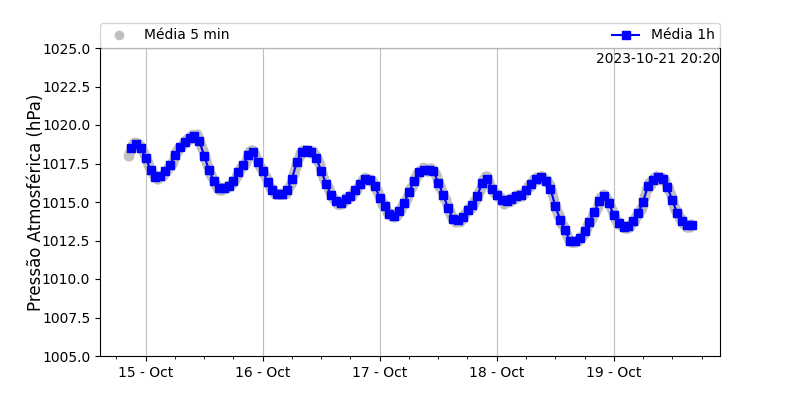 Média 5 min
Média 1h
2023-10-21 20:20
Pressão Atmosférica (hPa)
1025.0
1022.5
1020.0
1017.5
1015.0
1012.5
1010.0
1007.5
1005.0
15 - Oct
16 - Oct
17 - Oct
18 - Oct
19 - Oct